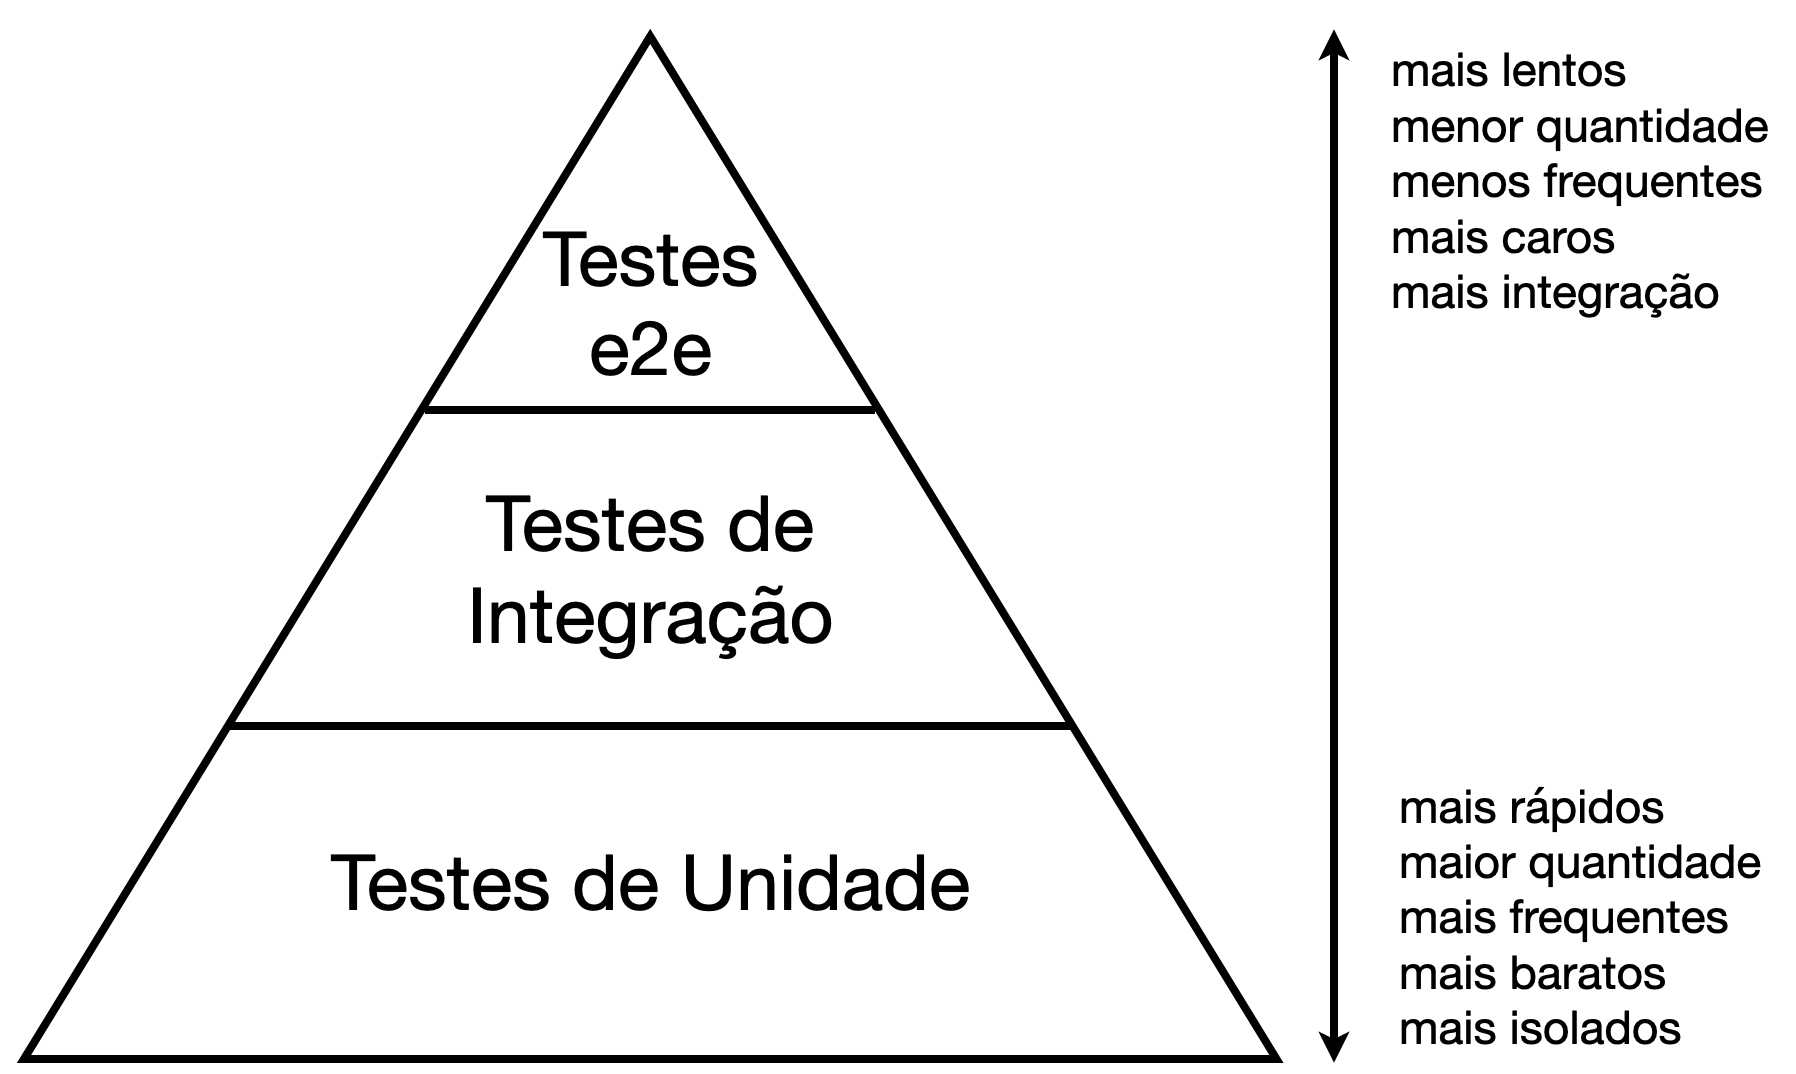 Testes
e2e
Testes de
Integração
Testes de Unidade
mais lentos
menor quantidade
menos frequentes
mais caros
mais integração
mais rápidos
maior quantidade
mais frequentes
mais baratos
mais isolados